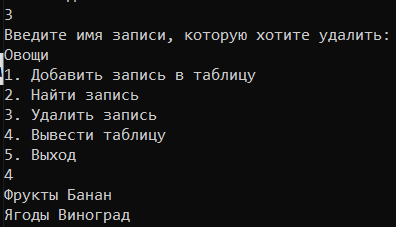 3
Введите имя записи, которую хотите удалить:
Овощи
1. Добавить запись в таблицу
2. Найти запись
3. Удалить запись
4. Вывести таблицу
5. Выход
4
Фрукты Банан
Ягоды Виноград